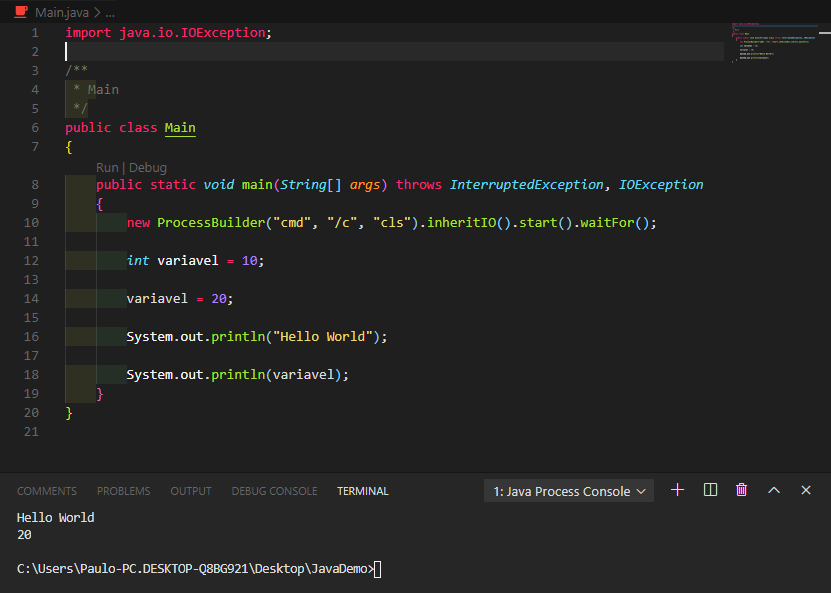 Main.java > ...
1 import java.io.IOException;
2
3 /**
4  * Main
5  */
6 public class Main
7 {
Run | Debug
8     public static void main(String[] args) throws InterruptedException, IOException
9     {
10         new ProcessBuilder("cmd", "/c", "cls").inheritIO().start().waitFor();
11
12         int variavel = 10;
13
14         variavel = 20;
15
16         System.out.println("Hello World");
17
18         System.out.println(variavel);
19     }
20 }
21
COMMENTS PROBLEMS OUTPUT DEBUG CONSOLE TERMINAL 1: Java Process Console
Hello World
20
C:\Users\Paulo-PC.DESKTOP-Q8BG921\Desktop\JavaDemo>